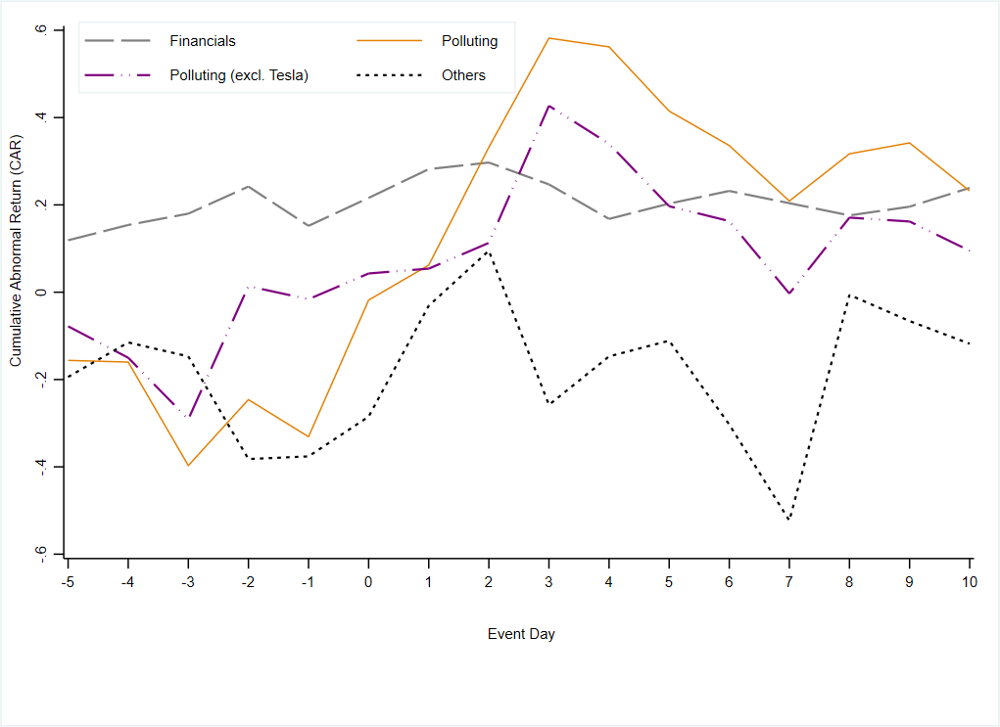 Financials Polluting
Polluting (excl. Tesla) Others
Cumulative Abnormal Return (CAR)
.6
.4
.2
0
-.2
-.4
-.6
-5 -4 -3 -2 -1 0 1 2 3 4 5 6 7 8 9 10
Event Day